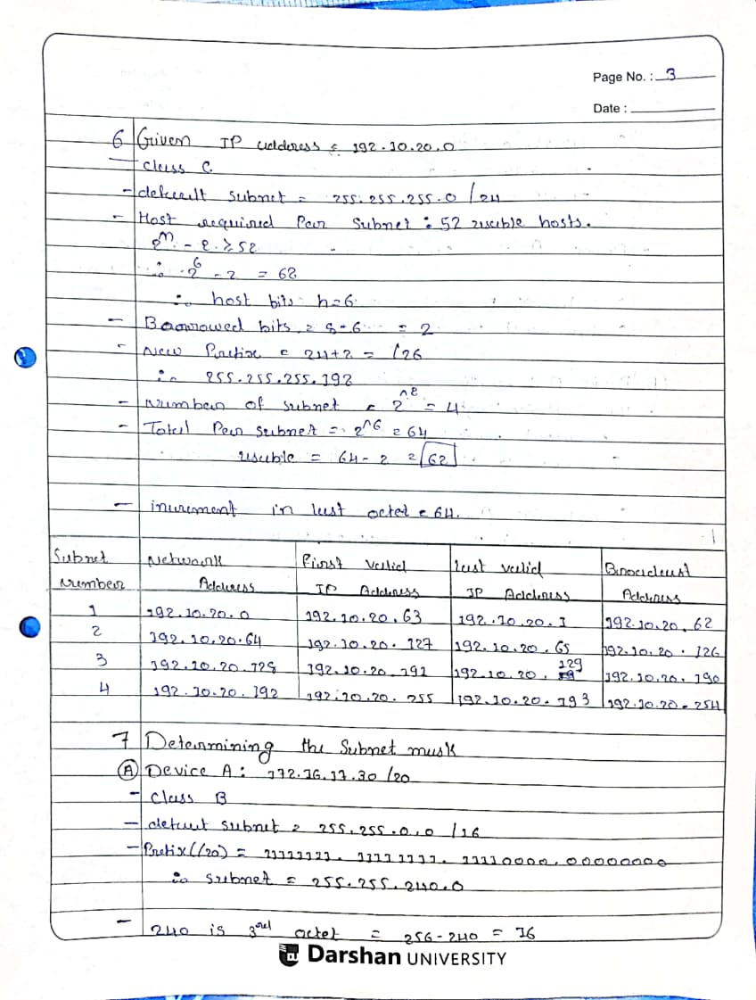 Page No. : 3
Date :
6 Given IP address = 192.10.20.0
- class C
- default subnet = 255.255.255.0 /24
- Host required Per Subnet : 52 usable hosts.
2^n - 2 ≥ 52
∴ 2^6 - 2 = 62
∴ host bits h=6
- Borrowed bits = 8-6 = 2
- New Prefix = 24+2 = /26
∴ 255.255.255.192
- Number of subnet = 2^2 = 4
- Total Per subnet = 2^6 = 64
usable = 64-2 = 62
- increment in last octet = 64.
Subnet Number | Network Address | First valid IP Address | last valid IP Address | Broadcast Address
1 | 192.10.20.0 | 192.10.20.63 | 192.10.20.1 | 192.10.20.62
2 | 192.10.20.64 | 192.10.20.127 | 192.10.20.65 | 192.10.20.126
3 | 192.10.20.128 | 192.10.20.191 | 192.10.20.129 | 192.10.20.190
4 | 192.10.20.192 | 192.10.20.255 | 192.10.20.193 | 192.10.20.254
7 Determining the Subnet mask
(A) Device A: 172.16.17.30 /20
- Class B
- default subnet = 255.255.0.0 /16
- Prefix(/20) = 11111111.11111111.11110000.00000000
∴ subnet = 255.255.240.0
- 240 is 3rd octet = 256-240 = 16
Darshan UNIVERSITY